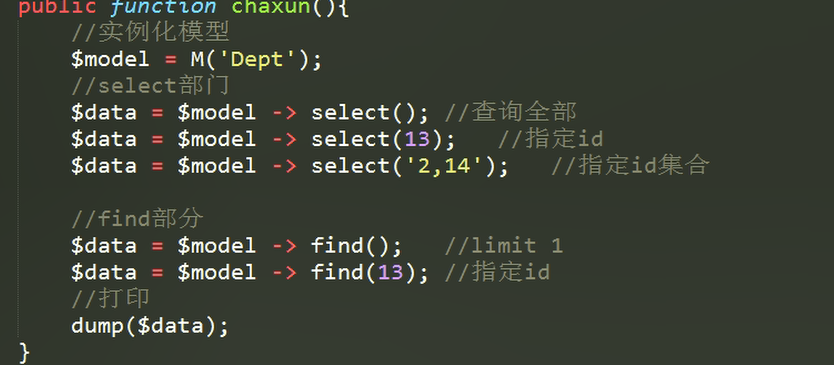 public function chaxun(){
//实例化模型
$model = M('Dept');
//select部门
$data = $model -> select(); //查询全部
$data = $model -> select(13); //指定id
$data = $model -> select('2,14'); //指定id集合
//find部分
$data = $model -> find(); //limit 1
$data = $model -> find(13); //指定id
//打印
dump($data);
}